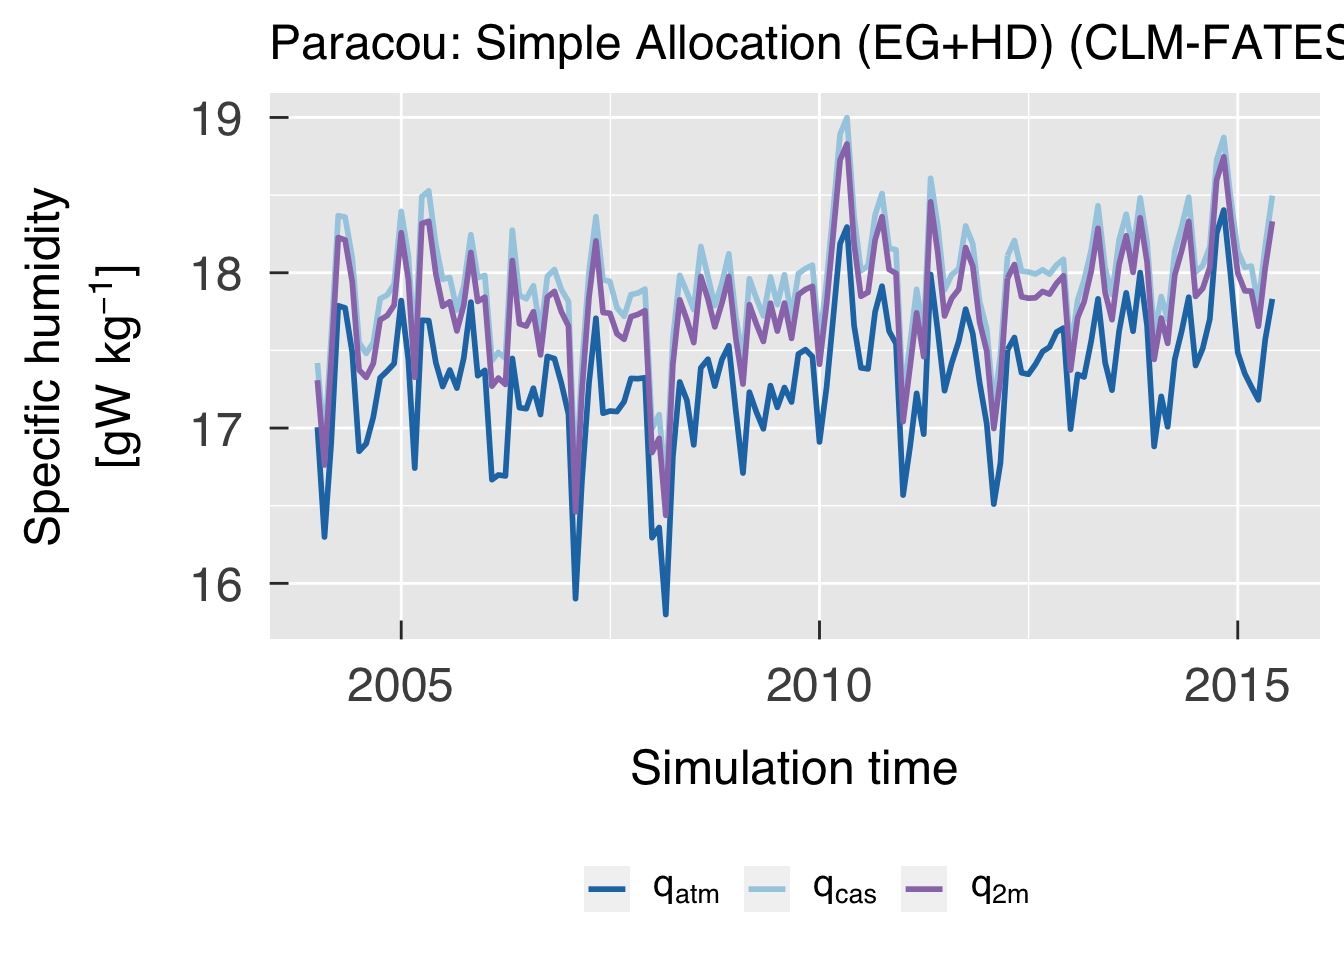 Paracou: Simple Allocation (EG+HD) (CLM-FATES
Specific humidity
[gW kg⁻¹]
19
18
17
16
2005 2010 2015
Simulation time
qatm qcas q2m